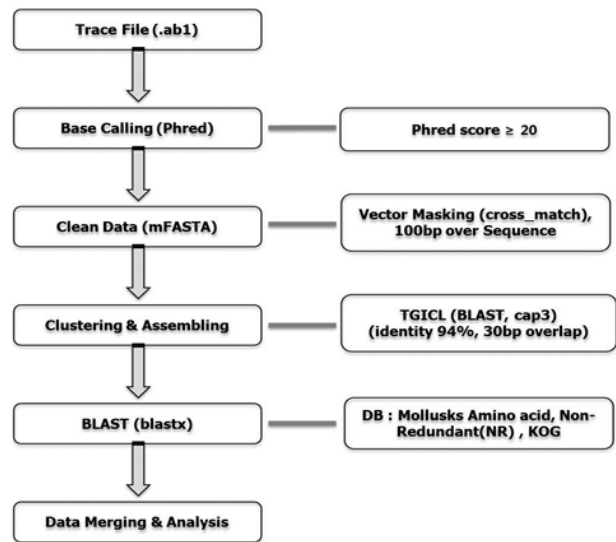 Trace File (.ab1)
Base Calling (Phred)
Phred score ≥ 20
Clean Data (mFASTA)
Vector Masking (cross_match),
100bp over Sequence
Clustering & Assembling
TGICL (BLAST, cap3)
(identity 94%, 30bp overlap)
BLAST (blastx)
DB : Mollusks Amino acid, Non-
Redundant(NR) , KOG
Data Merging & Analysis